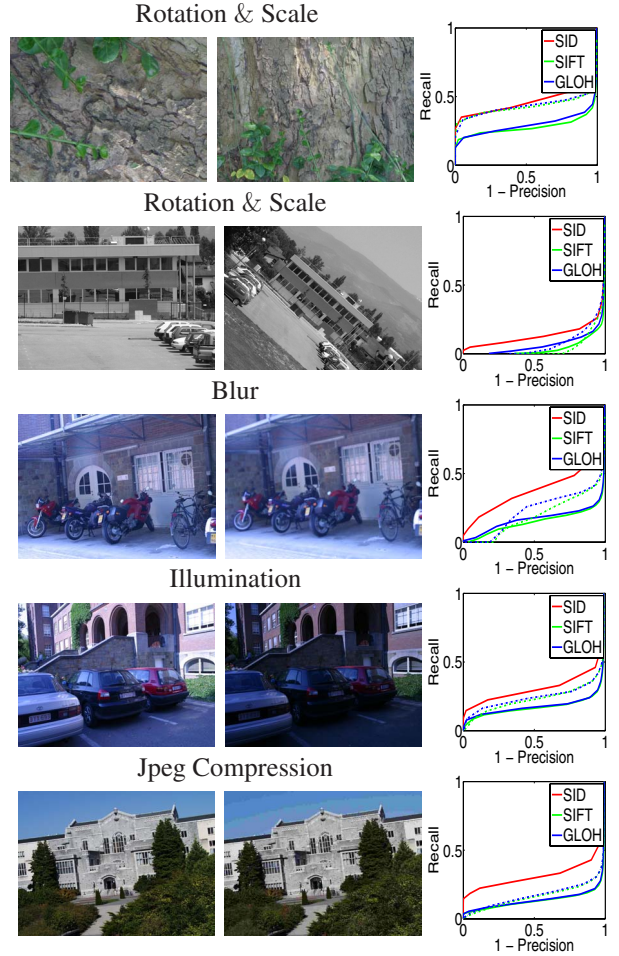 Rotation & Scale
1
SID
SIFT
GLOH
0.5
Recall
0
0
0.5
1
1 − Precision
Rotation & Scale
1
SID
SIFT
GLOH
0.5
Recall
0
0
0.5
1
1 − Precision
Blur
1
SID
SIFT
GLOH
0.5
Recall
0
0
0.5
1
1 − Precision
Illumination
1
SID
SIFT
GLOH
0.5
Recall
0
0
0.5
1
1 − Precision
Jpeg Compression
1
SID
SIFT
GLOH
0.5
Recall
0
0
0.5
1
1 − Precision